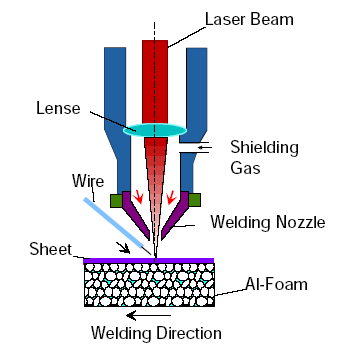 Laser Beam
Lense
Shielding
Gas
Wire
Welding Nozzle
Sheet
Al-Foam
Welding Direction